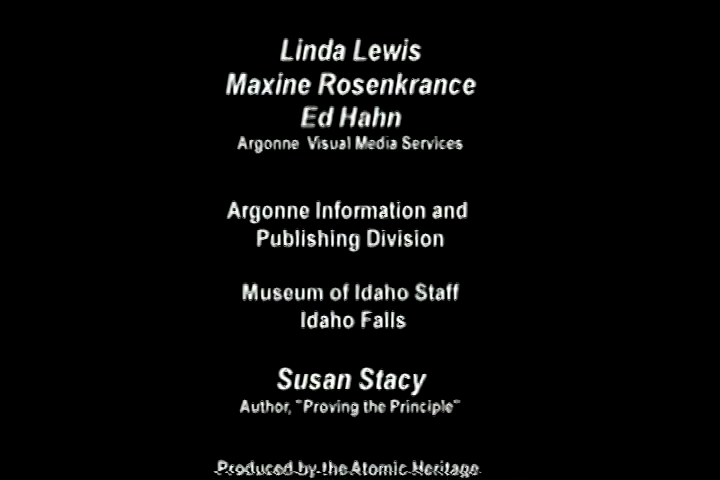 Linda Lewis
Maxine Rosenkrance
Ed Hahn
Argonne Visual Media Services
Argonne Information and
Publishing Division
Museum of Idaho Staff
Idaho Falls
Susan Stacy
Author, "Proving the Principle"
Produced by the Atomic Heritage